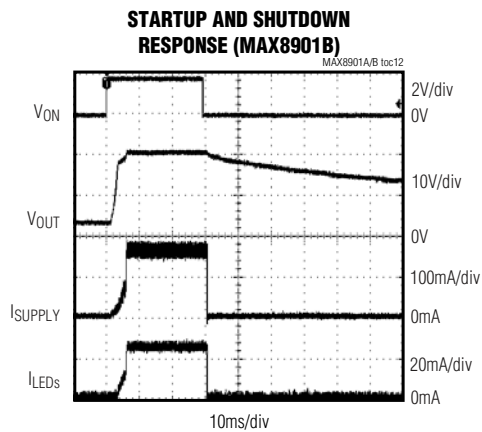 STARTUP AND SHUTDOWN
RESPONSE (MAX8901B)
MAX8901A/B toc12
VON
2V/div
0V
10V/div
VOUT
0V
100mA/div
ISUPPLY
0mA
20mA/div
ILEDs
0mA
10ms/div